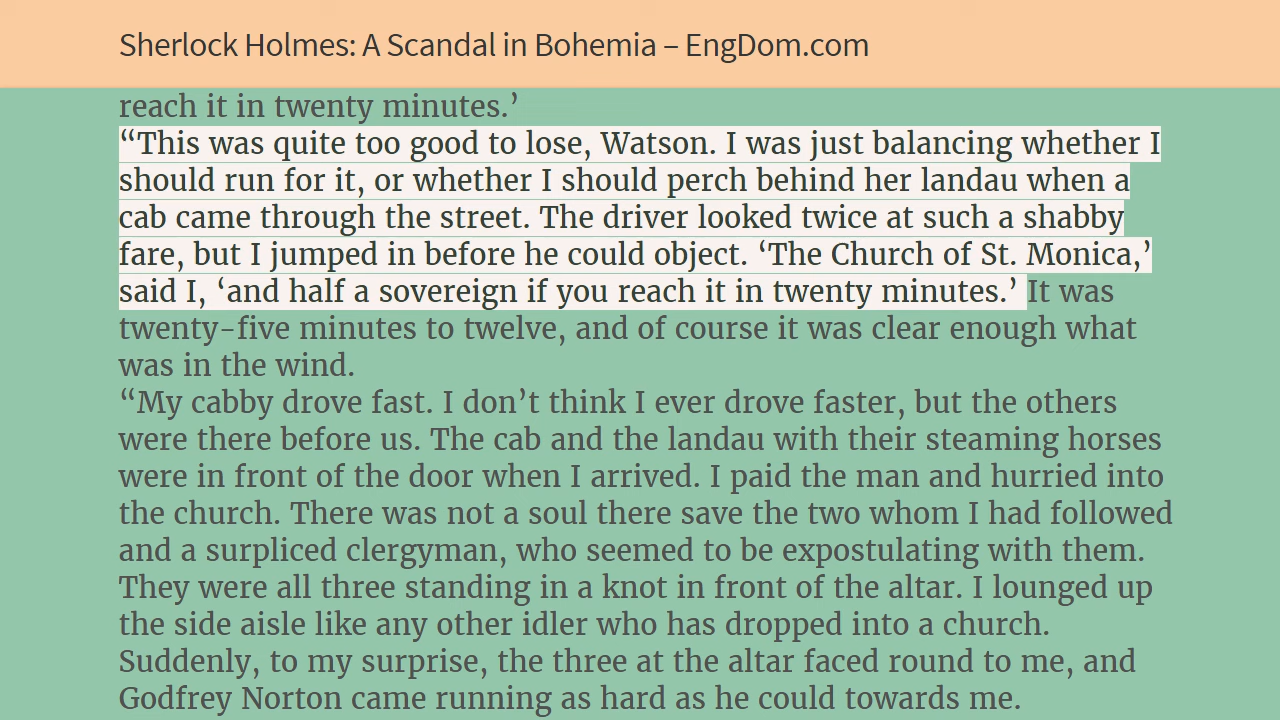 Sherlock Holmes: A Scandal in Bohemia – EngDom.com
reach it in twenty minutes.’
“This was quite too good to lose, Watson. I was just balancing whether I
should run for it, or whether I should perch behind her landau when a
cab came through the street. The driver looked twice at such a shabby
fare, but I jumped in before he could object. ‘The Church of St. Monica,’
said I, ‘and half a sovereign if you reach it in twenty minutes.’ It was
twenty-five minutes to twelve, and of course it was clear enough what
was in the wind.
“My cabby drove fast. I don’t think I ever drove faster, but the others
were there before us. The cab and the landau with their steaming horses
were in front of the door when I arrived. I paid the man and hurried into
the church. There was not a soul there save the two whom I had followed
and a surpliced clergyman, who seemed to be expostulating with them.
They were all three standing in a knot in front of the altar. I lounged up
the side aisle like any other idler who has dropped into a church.
Suddenly, to my surprise, the three at the altar faced round to me, and
Godfrey Norton came running as hard as he could towards me.